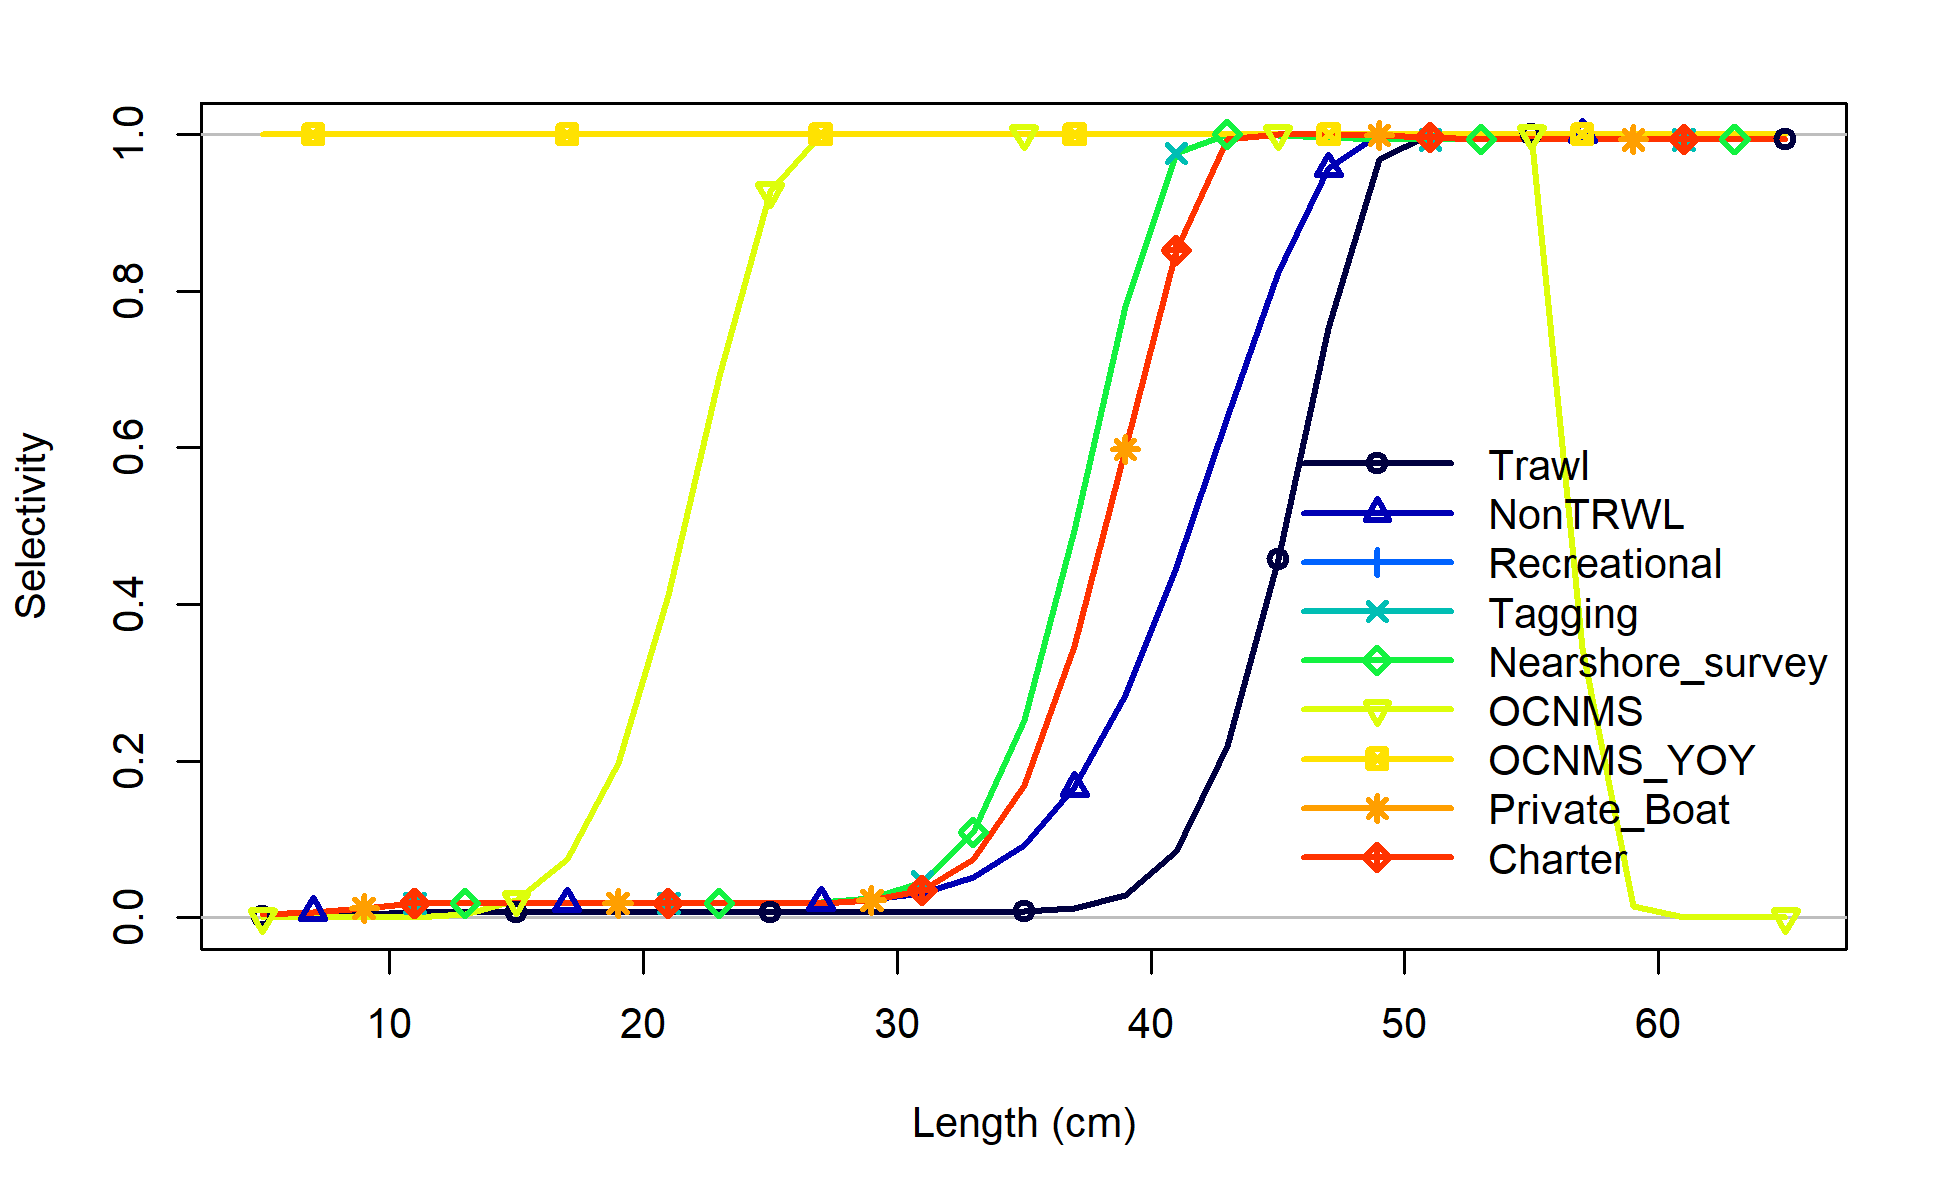 1.0
0.8
0.6
0.4
0.2
0.0
Selectivity
10 20 30 40 50 60
Length (cm)
Trawl
NonTRWL
Recreational
Tagging
Nearshore_survey
OCNMS
OCNMS_YOY
Private_Boat
Charter